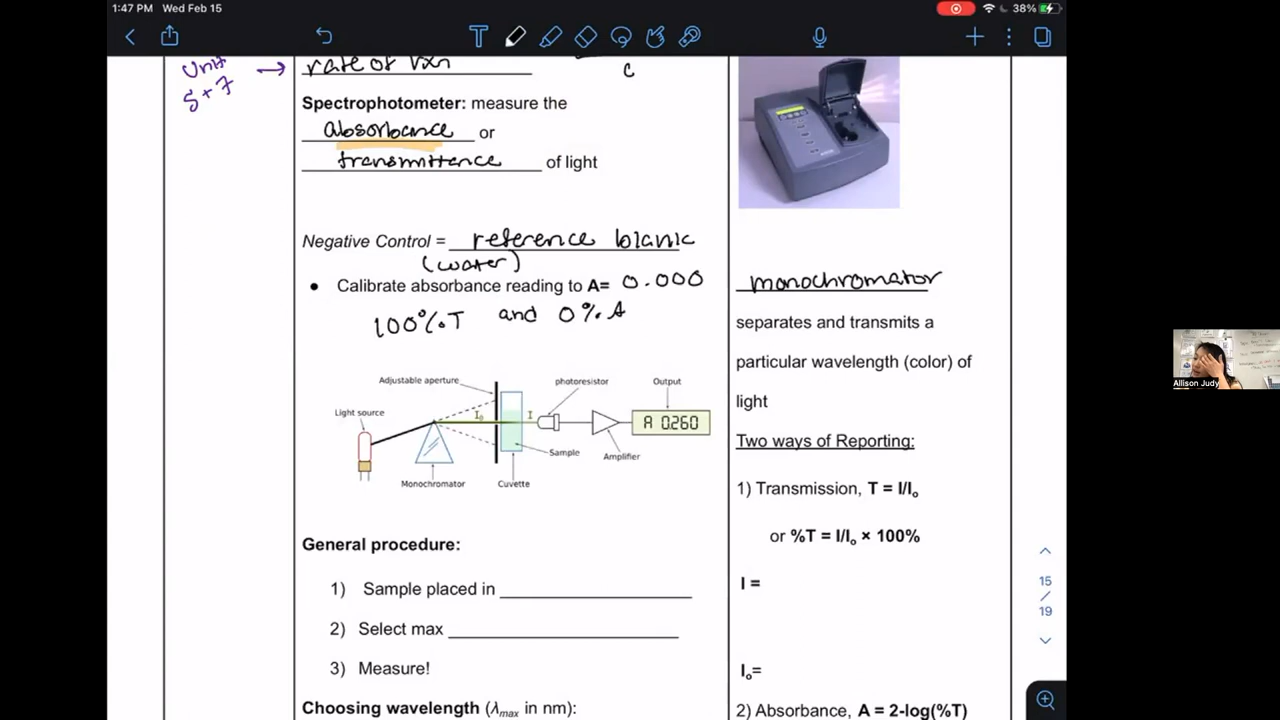 1:47 PM Wed Feb 15
38%
Unit
5+7 → rate of rxn
C
Spectrophotometer: measure the
absorbance or
transmittence of light
Negative Control = reference blank
(water)
• Calibrate absorbance reading to A= 0.000
100%T and 0% A
Adjustable aperture
photoresistor
Output
Light source
I₀
I
A 0.260
Sample
Amplifier
Monochromator
Cuvette
General procedure:
1) Sample placed in
2) Select max
3) Measure!
Choosing wavelength (λmax in nm):
monochromator
separates and transmits a
particular wavelength (color) of
light
Two ways of Reporting:
1) Transmission, T = I/Iₒ
or %T = I/Iₒ × 100%
I =
Iₒ=
2) Absorbance, A = 2-log(%T)
15
/
19
Allison Judy